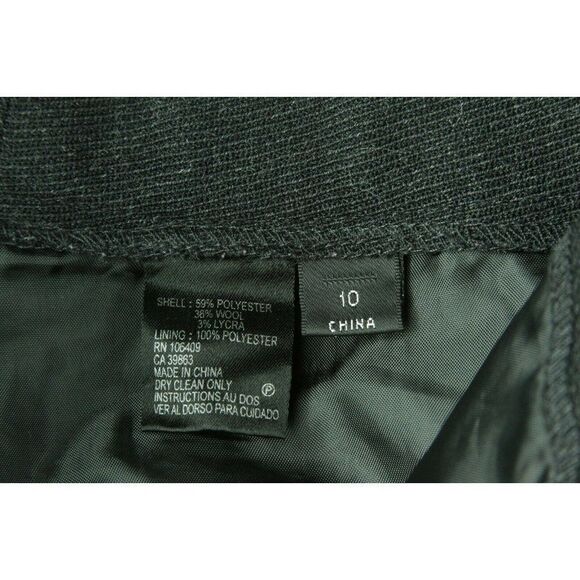 SHELL : 59% POLYESTER
38% WOOL
3% LYCRA
LINING : 100% POLYESTER
RN 106409
CA 39863
MADE IN CHINA
DRY CLEAN ONLY
INSTRUCTIONS AU DOS
VER AL DORSO PARA CUIDADO
P
10
CHINA